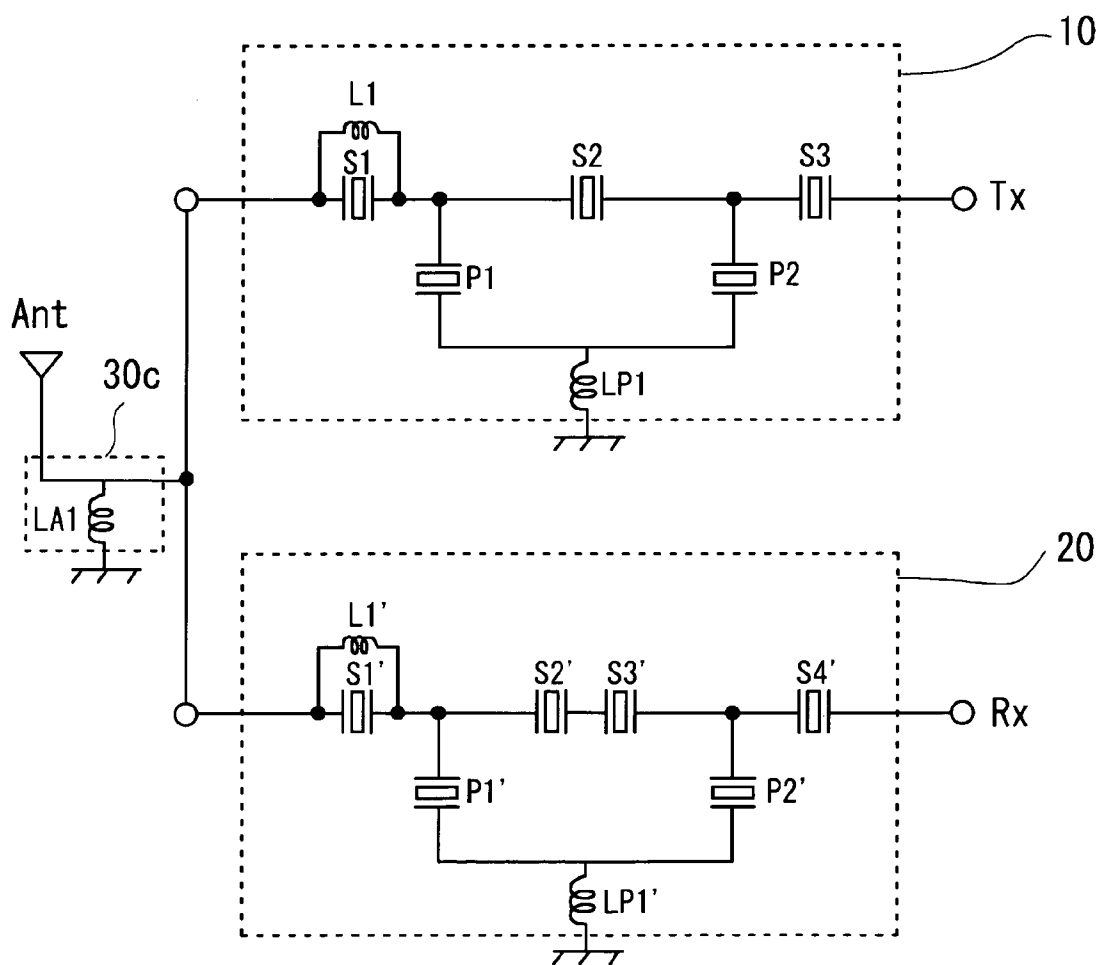 10
L1
S1
S2
S3
Tx
P1
P2
Ant
30c
LP1
LA1
20
L1'
S1'
S2'
S3'
S4'
Rx
P1'
P2'
LP1'